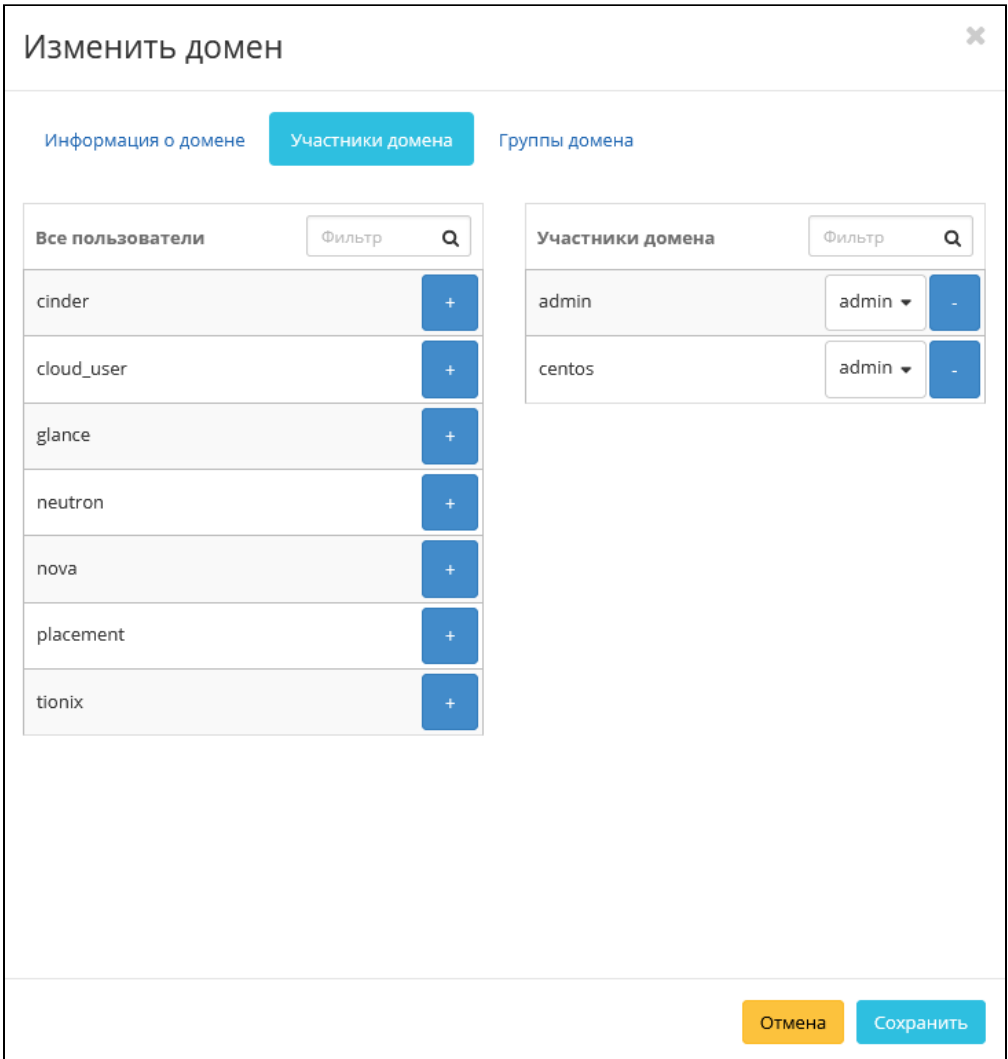 Изменить домен ✖
Информация о домене Участники домена Группы домена
Все пользователи Фильтр
cinder +
cloud_user +
glance +
neutron +
nova +
placement +
tionix +
Участники домена Фильтр
admin admin -
centos admin -
Отмена Сохранить